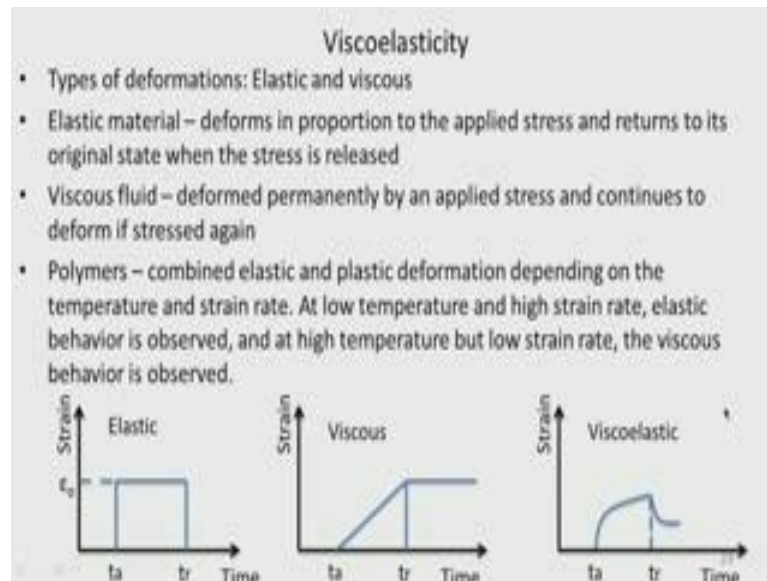 Viscoelasticity
• Types of deformations: Elastic and viscous
• Elastic material – deforms in proportion to the applied stress and returns to its
original state when the stress is released
• Viscous fluid – deformed permanently by an applied stress and continues to
deform if stressed again
• Polymers – combined elastic and plastic deformation depending on the
temperature and strain rate. At low temperature and high strain rate, elastic
behavior is observed, and at high temperature but low strain rate, the viscous
behavior is observed.
Strain Elastic Strain Viscous Strain Viscoelastic
ε₀
ta tr Time ta tr Time ta tr Time